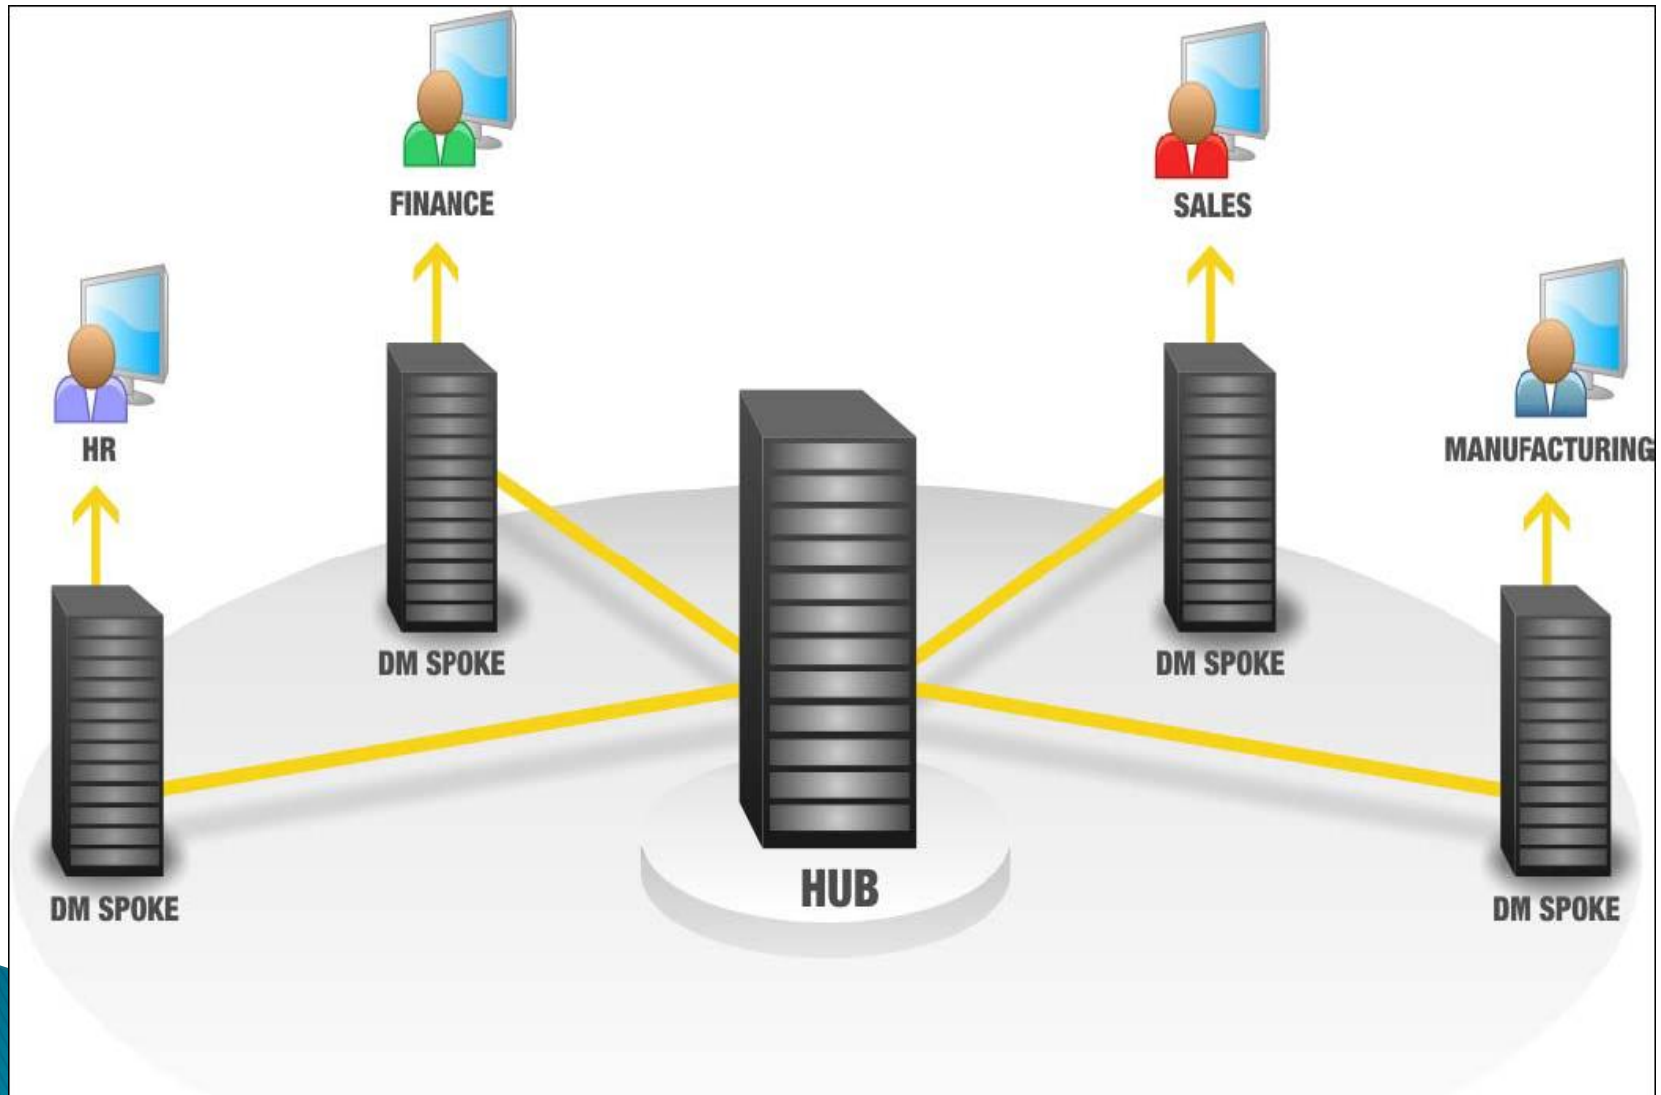 FINANCE
SALES
HR
MANUFACTURING
DM SPOKE
DM SPOKE
HUB
DM SPOKE
DM SPOKE